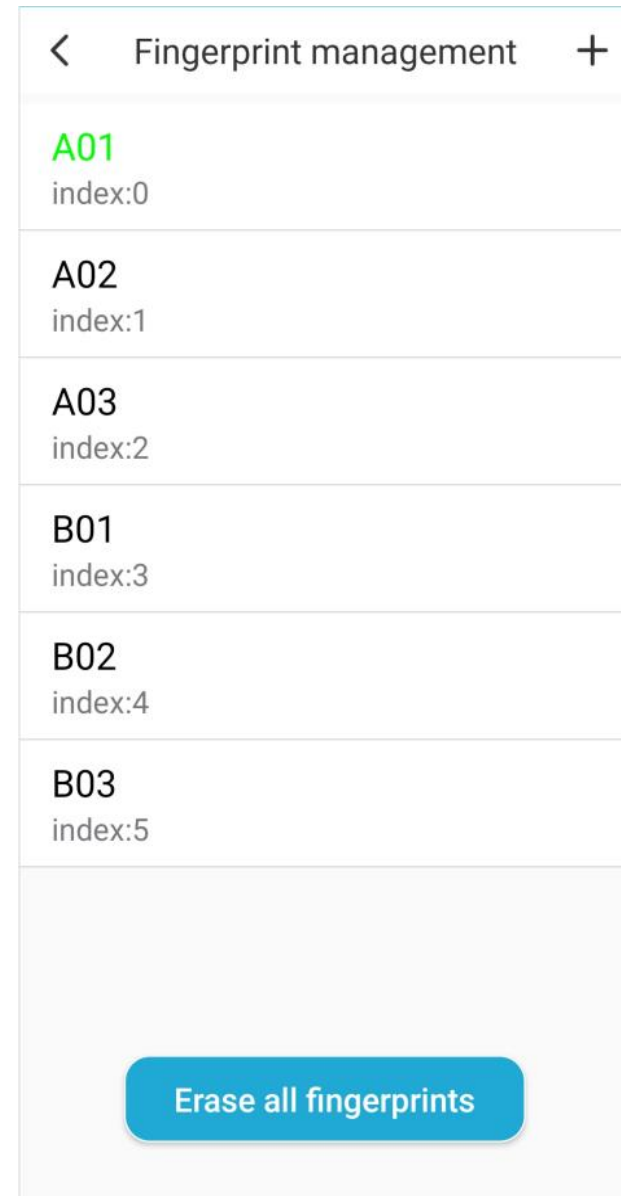 Fingerprint management
A01
index:0
A02
index:1
A03
index:2
B01
index:3
B02
index:4
B03
index:5
Erase all fingerprints